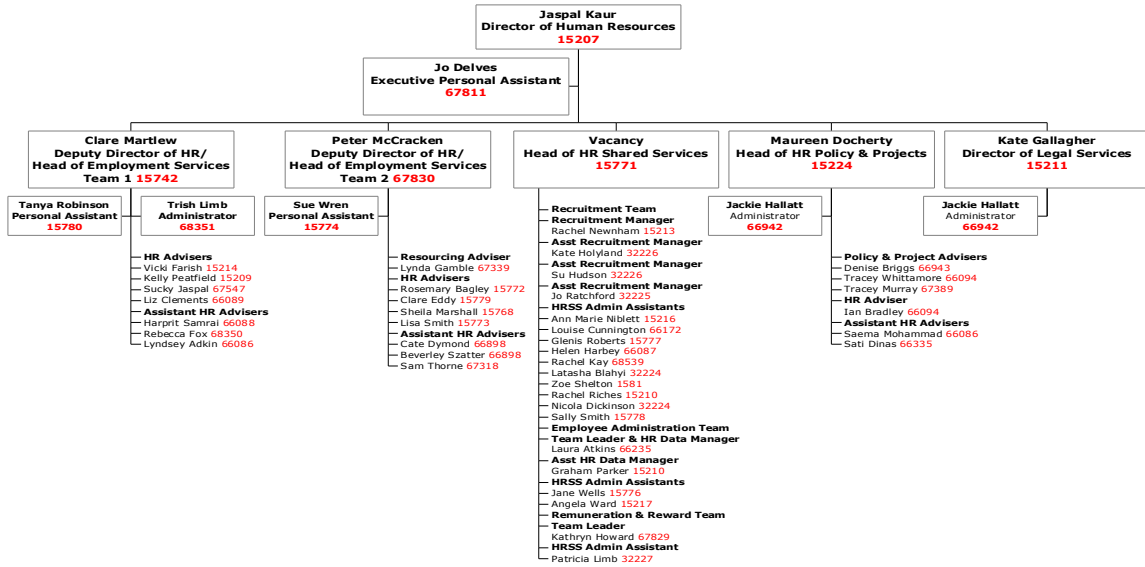 Jaspal Kaur
Director of Human Resources
15207
Jo Delves
Executive Personal Assistant
67811
Clare Martlew
Deputy Director of HR/
Head of Employment Services
Team 1 15742
Peter McCracken
Deputy Director of HR/
Head of Employment Services
Team 2 67830
Vacancy
Head of HR Shared Services
15771
Maureen Docherty
Head of HR Policy & Projects
15224
Kate Gallagher
Director of Legal Services
15211
Tanya Robinson
Personal Assistant
15780
Trish Limb
Administrator
68351
Sue Wren
Personal Assistant
15774
Jackie Hallatt
Administrator
66942
Jackie Hallatt
Administrator
66942
HR Advisers
Vicki Farish 15214
Kelly Peatfield 15209
Sucky Jaspal 67547
Liz Clements 66089
Assistant HR Advisers
Harprit Samrai 66088
Rebecca Fox 68350
Lyndsey Adkin 66086
Resourcing Adviser
Lynda Gamble 67339
HR Advisers
Rosemary Bagley 15772
Clare Eddy 15779
Sheila Marshall 15768
Lisa Smith 15773
Assistant HR Advisers
Cate Dymond 66898
Beverley Szatter 66898
Sam Thorne 67318
Recruitment Team
Recruitment Manager
Rachel Newnham 15213
Asst Recruitment Manager
Kate Holyland 32226
Asst Recruitment Manager
Su Hudson 32226
Asst Recruitment Manager
Jo Ratchford 32225
HRSS Admin Assistants
Ann Marie Niblett 15216
Louise Cunnington 66172
Glenis Roberts 15777
Helen Harbey 66087
Rachel Kay 68539
Latasha Blahyi 32224
Zoe Shelton 1581
Rachel Riches 15210
Nicola Dickinson 32224
Sally Smith 15778
Employee Administration Team
Team Leader & HR Data Manager
Laura Atkins 66235
Asst HR Data Manager
Graham Parker 15210
HRSS Admin Assistants
Jane Wells 15776
Angela Ward 15217
Remuneration & Reward Team
Team Leader
Kathryn Howard 67829
HRSS Admin Assistant
Patricia Limb 32227
Policy & Project Advisers
Denise Briggs 66943
Tracey Whittamore 66094
Tracey Murray 67389
HR Adviser
Ian Bradley 66094
Assistant HR Advisers
Saema Mohammad 66086
Sati Dinas 66335